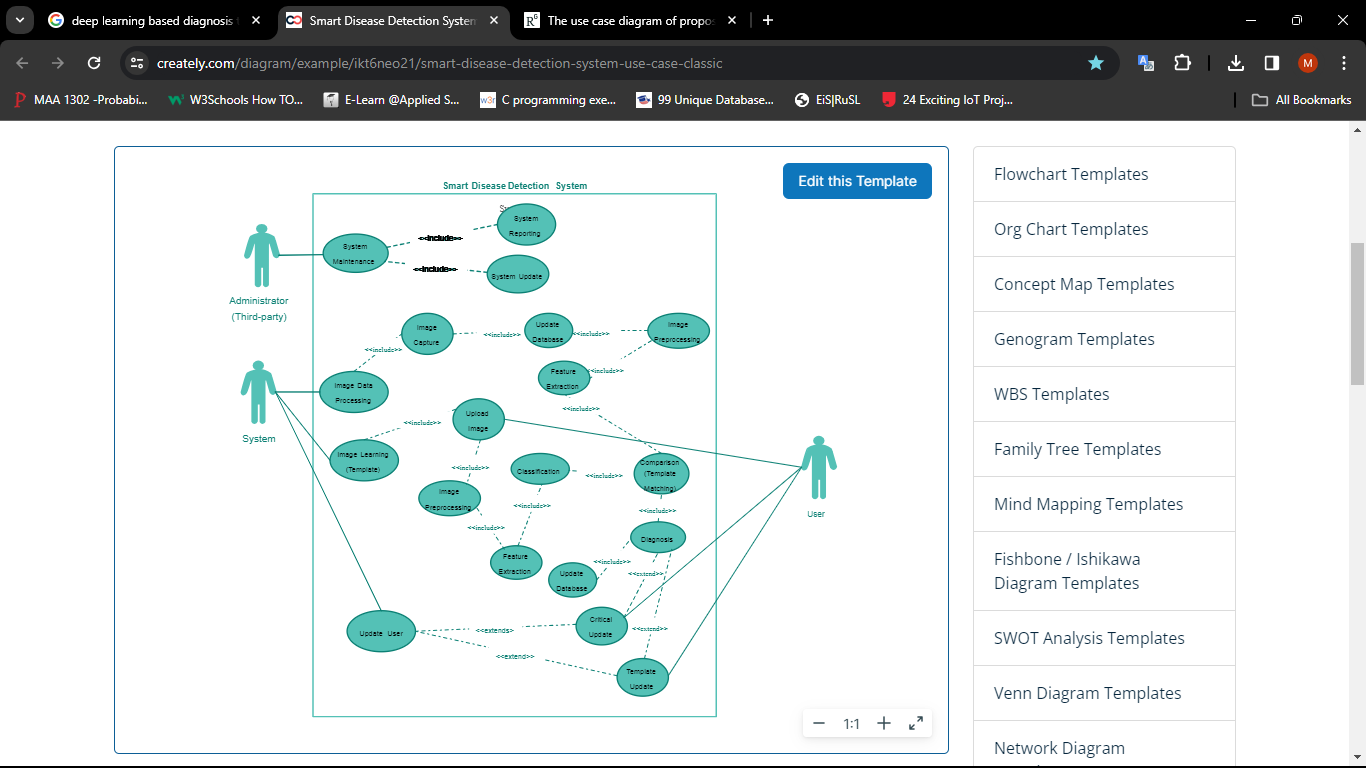 deep learning based diagnosis
Smart Disease Detection System
The use case diagram of propos
creately.com/diagram/example/ikt6neo21/smart-disease-detection-system-use-case-classic
M
MAA 1302 -Probabi...
W3Schools How TO...
E-Learn @Applied S...
C programming exe...
99 Unique Database...
EiS|RuSL
24 Exciting IoT Proj...
All Bookmarks
Edit this Template
Smart Disease Detection System
System
Reporting
<<include>>
System
Maintenance
<<include>>
System Update
Administrator
(Third-party)
Image
Capture
<<include>>
Update
Database
<<include>>
Image
Preprocessing
<<include>>
Feature
Extraction
<<include>>
Image Data
Processing
<<include>>
System
Upload
Image
<<include>>
Image Learning
(Template)
<<include>>
Classification
<<include>>
Comparison
(Template
Matching)
Image
Preprocessing
<<include>>
<<include>>
<<include>>
User
Diagnosis
Feature
Extraction
<<include>>
Update
Database
<<extend>>
Critical
Update
Update User
<<extends>
<<extend>>
<<extend>>
Template
Update
1:1
Flowchart Templates
Org Chart Templates
Concept Map Templates
Genogram Templates
WBS Templates
Family Tree Templates
Mind Mapping Templates
Fishbone / Ishikawa
Diagram Templates
SWOT Analysis Templates
Venn Diagram Templates
Network Diagram